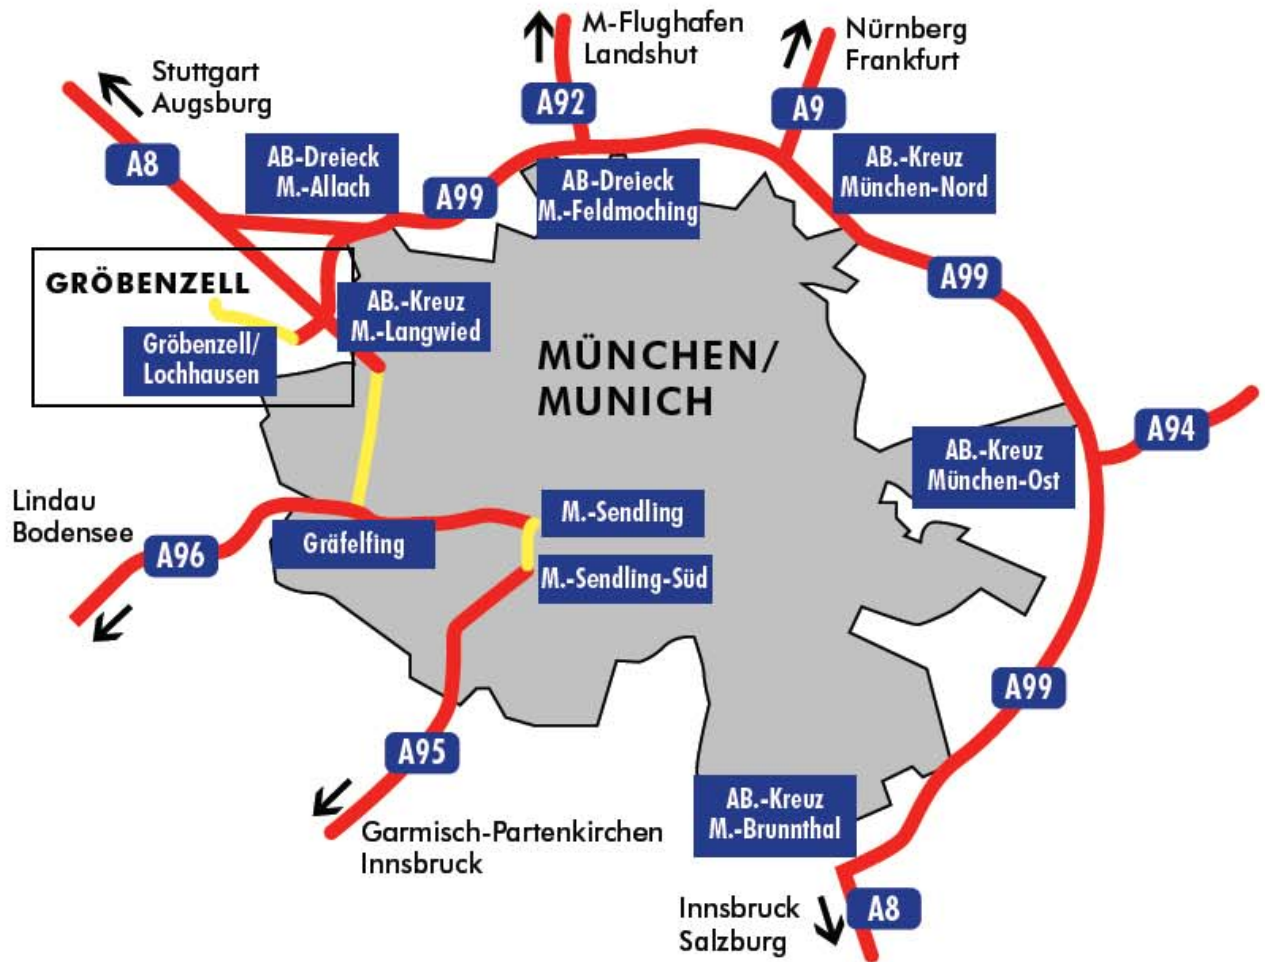 M-Flughafen
Landshut
Nürnberg
Frankfurt
Stuttgart
Augsburg
A92
A9
A8
AB-Dreieck
M.-Allach
A99
AB-Dreieck
M.-Feldmoching
AB.-Kreuz
München-Nord
A99
GRÖBENZELL
AB.-Kreuz
M.-Langwied
Gröbenzell/
Lochhausen
MÜNCHEN/
MUNICH
A94
AB.-Kreuz
München-Ost
Lindau
Bodensee
A96
Gräfelfing
M.-Sendling
M.-Sendling-Süd
A99
A95
AB.-Kreuz
M.-Brunnthal
Garmisch-Partenkirchen
Innsbruck
Innsbruck
Salzburg
A8